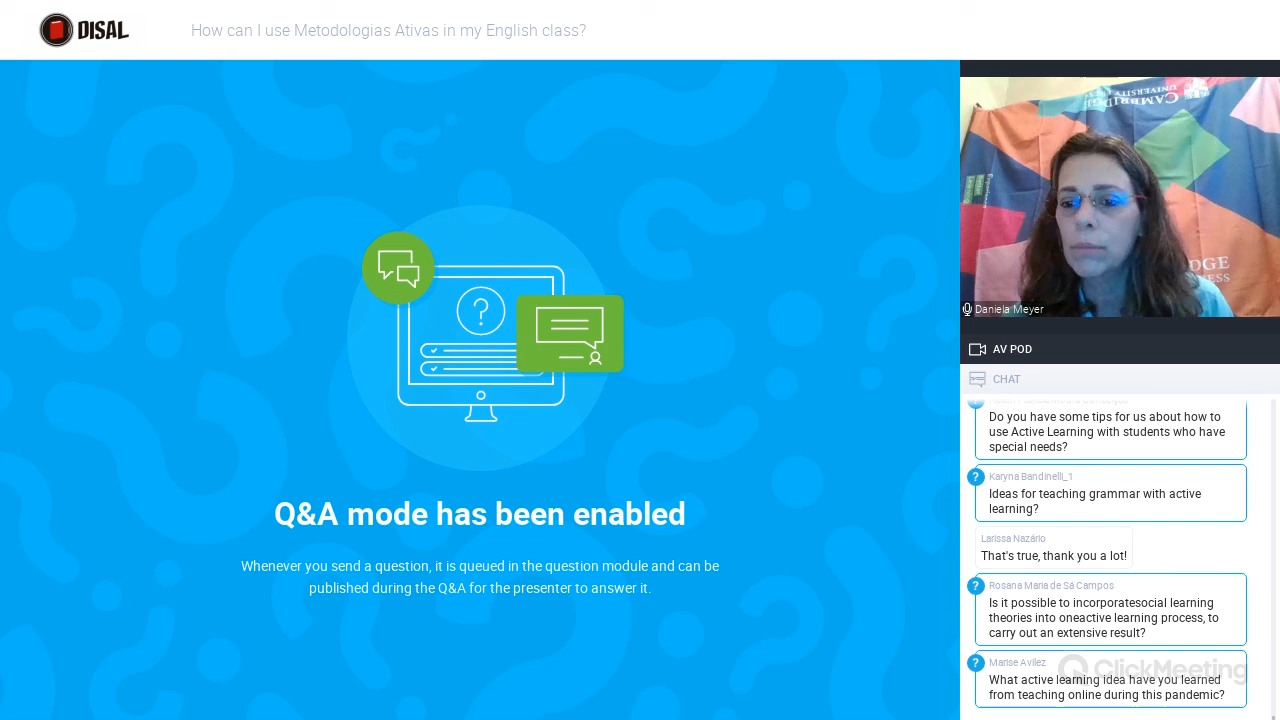 DISAL
How can I use Metodologias Ativas in my English class?
CAMBRIDGE
UNIVERSITY PRESS
Daniela Meyer
AV POD
CHAT
Do you have some tips for us about how to
use Active Learning with students who have
special needs?
Karyna Bandinelli_1
Ideas for teaching grammar with active
learning?
Larissa Nazário
That's true, thank you a lot!
Rosana Maria de Sá Campos
Is it possible to incorporatesocial learning
theories into oneactive learning process, to
carry out an extensive result?
Marise Avilez
What active learning idea have you learned
from teaching online during this pandemic?
ClickMeeting
Q&A mode has been enabled
Whenever you send a question, it is queued in the question module and can be
published during the Q&A for the presenter to answer it.